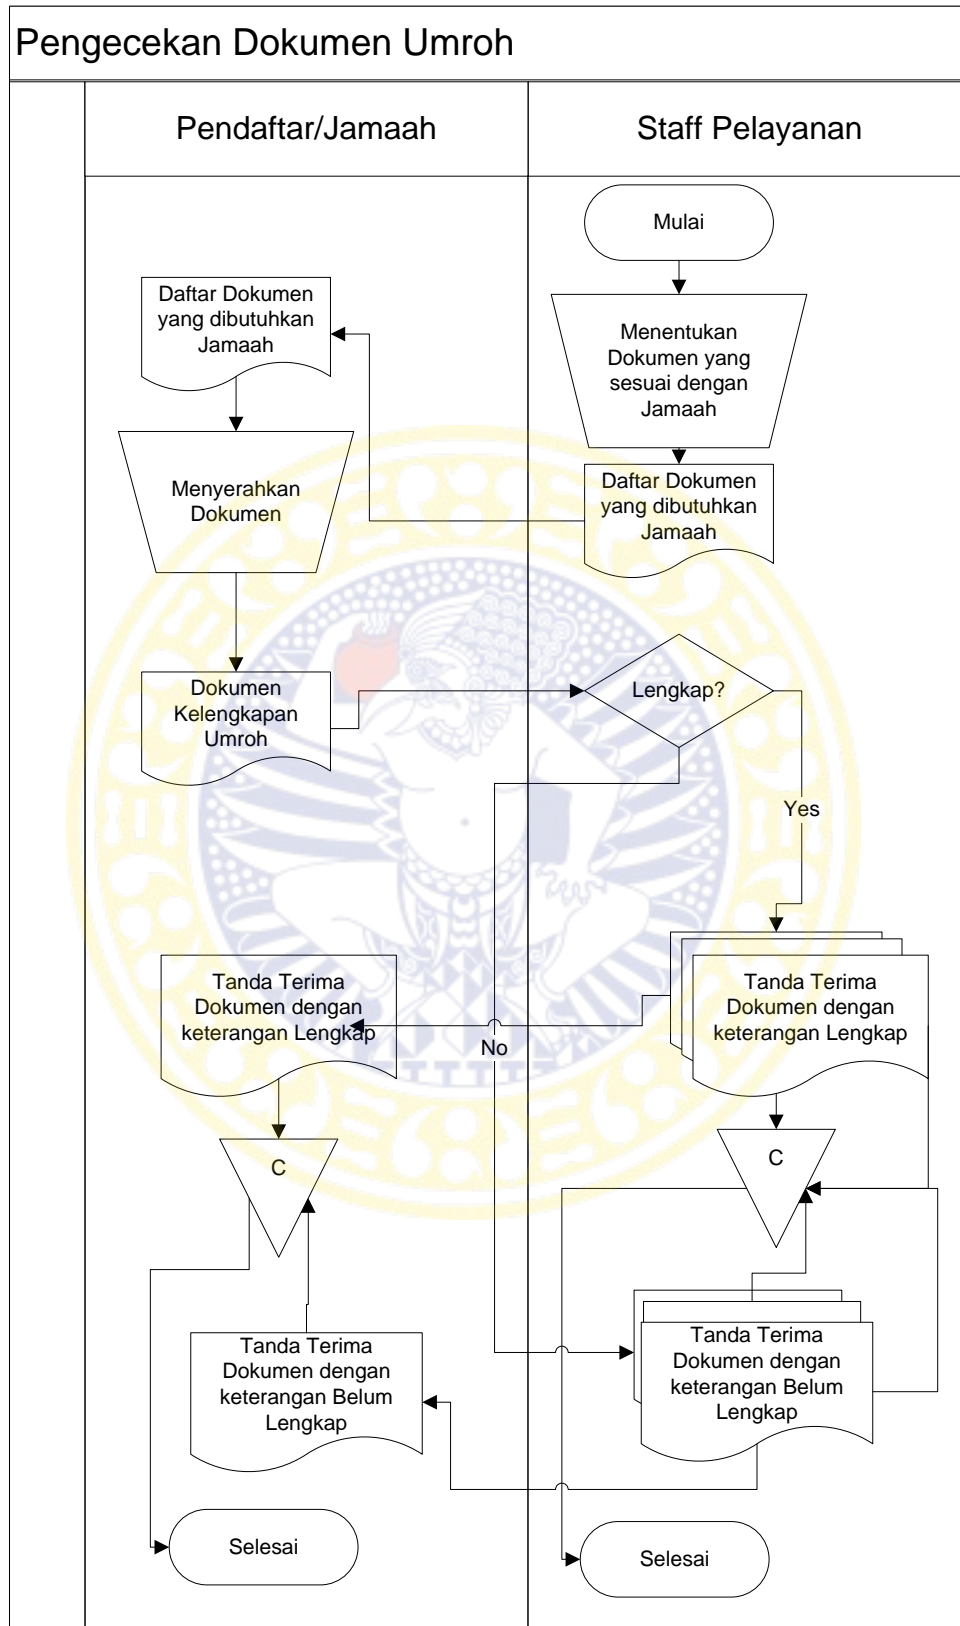 Pengecekan Dokumen Umroh
Pendaftar/Jamaah
Staff Pelayanan
Mulai
Daftar Dokumen
yang dibutuhkan
Jamaah
Menentukan
Dokumen yang
sesuai dengan
Jamaah
Menyerahkan
Dokumen
Daftar Dokumen
yang dibutuhkan
Jamaah
Dokumen
Kelengkapan
Umroh
Lengkap?
Yes
Tanda Terima
Dokumen dengan
keterangan Lengkap
Tanda Terima
Dokumen dengan
keterangan Lengkap
No
C
C
Tanda Terima
Dokumen dengan
keterangan Belum
Lengkap
Tanda Terima
Dokumen dengan
keterangan Belum
Lengkap
Selesai
Selesai